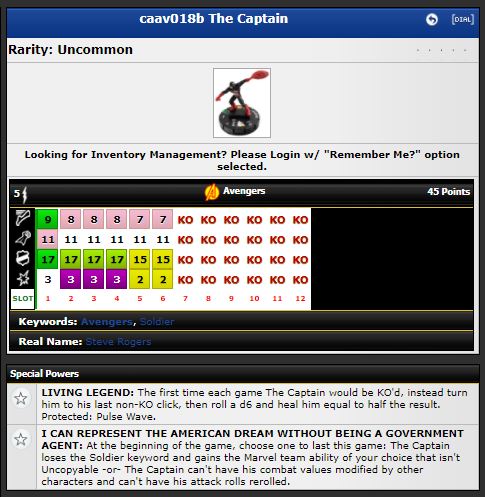 caav018b The Captain
[DIAL]
Rarity: Uncommon
Looking for Inventory Management? Please Login w/ "Remember Me?" option
selected.
5 Avengers 45 Points
9 8 8 8 7 7 KO KO KO KO KO KO
11 11 11 11 11 11 KO KO KO KO KO KO
17 17 17 17 15 15 KO KO KO KO KO KO
3 3 3 3 2 2 KO KO KO KO KO KO
SLOT 1 2 3 4 5 6 7 8 9 10 11 12
Keywords: Avengers, Soldier
Real Name: Steve Rogers
Special Powers
LIVING LEGEND: The first time each game The Captain would be KO'd, instead turn
him to his last non-KO click, then roll a d6 and heal him equal to half the result.
Protected: Pulse Wave.
I CAN REPRESENT THE AMERICAN DREAM WITHOUT BEING A GOVERNMENT
AGENT: At the beginning of the game, choose one to last this game: The Captain
loses the Soldier keyword and gains the Marvel team ability of your choice that isn't
Uncopyable -or- The Captain can't have his combat values modified by other
characters and can't have his attack rolls rerolled.